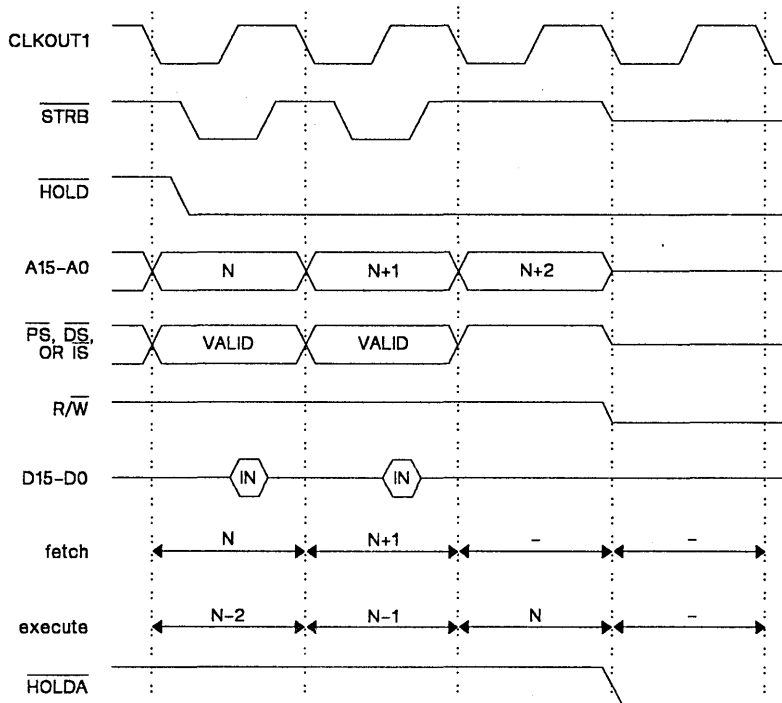 CLKOUT1
STRB
HOLD
A15-A0 N N+1 N+2
PS, DS, OR IS VALID VALID
R/W
D15-D0 IN IN
fetch N N+1 - -
execute N-2 N-1 N -
HOLDA